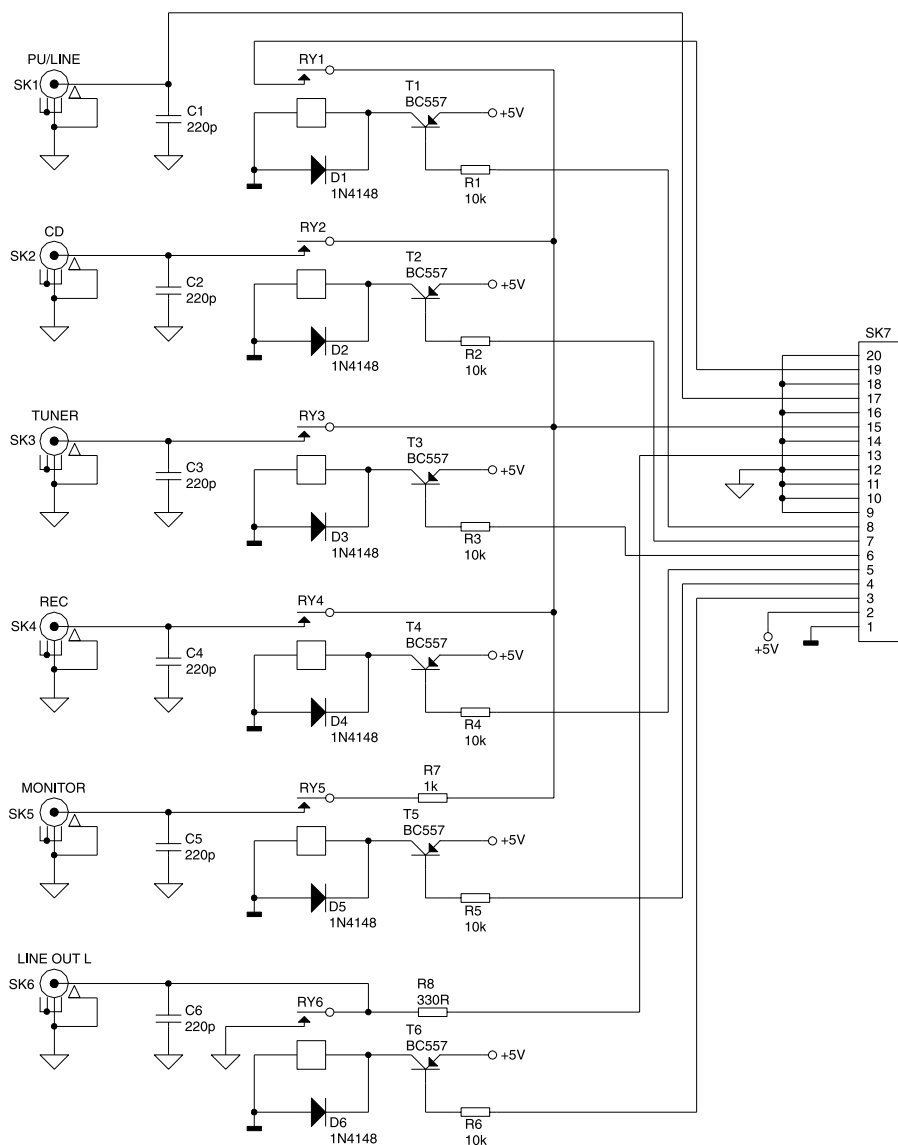 PU/LINE
SK1
C1
220p
RY1
T1
BC557
+5V
D1
1N4148
R1
10k
CD
SK2
C2
220p
RY2
T2
BC557
+5V
D2
1N4148
R2
10k
TUNER
SK3
C3
220p
RY3
T3
BC557
+5V
D3
1N4148
R3
10k
REC
SK4
C4
220p
RY4
T4
BC557
+5V
D4
1N4148
R4
10k
MONITOR
SK5
C5
220p
RY5
R7
1k
T5
BC557
+5V
D5
1N4148
R5
10k
LINE OUT L
SK6
C6
220p
RY6
R8
330R
T6
BC557
+5V
D6
1N4148
R6
10k
SK7
20
19
18
17
16
15
14
13
12
11
10
9
8
7
6
5
4
3
2
1
+5V